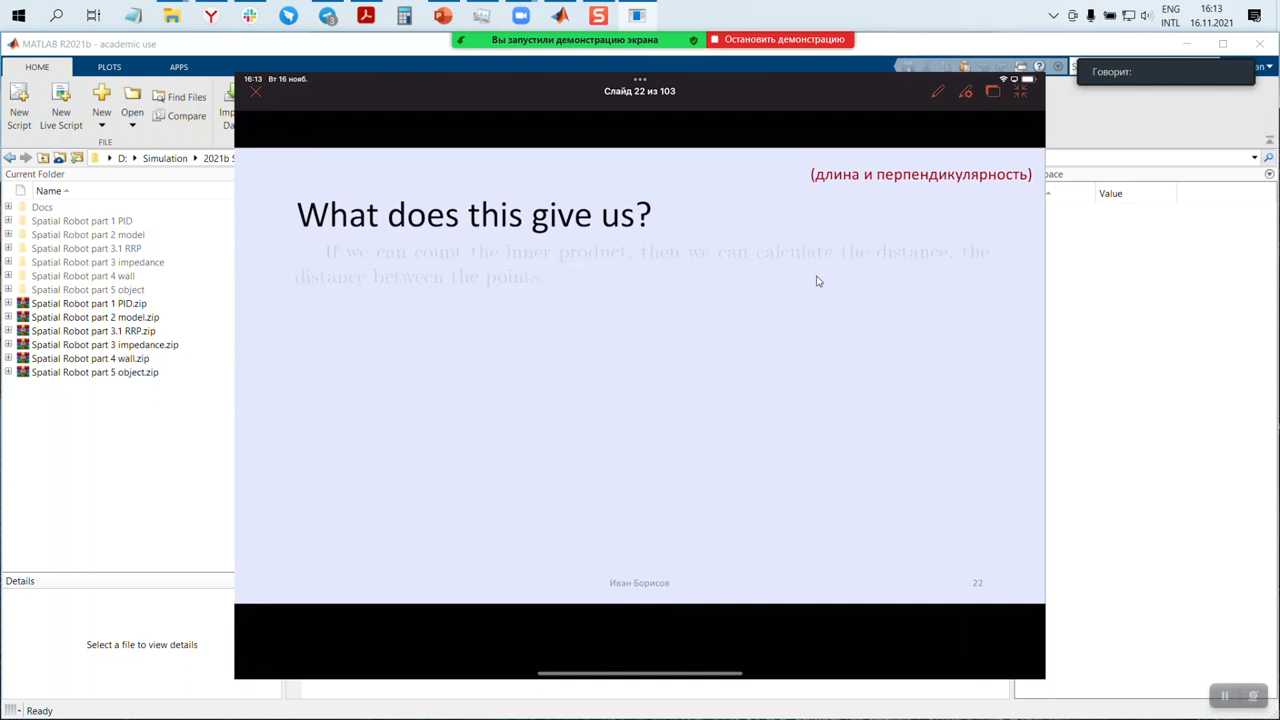 ENG
16:13
INTL
16.11.2021
MATLAB R2021b - academic use
Вы запустили демонстрацию экрана
Остановить демонстрацию
HOME
PLOTS
APPS
Говорит:
New
Script
New
Live Script
New
Open
Find Files
Compare
FILE
D:
Simulation
2021b
Current Folder
Name
Docs
Spatial Robot part 1 PID
Spatial Robot part 2 model
Spatial Robot part 3.1 RRP
Spatial Robot part 3 impedance
Spatial Robot part 4 wall
Spatial Robot part 5 object
Spatial Robot part 1 PID.zip
Spatial Robot part 2 model.zip
Spatial Robot part 3.1 RRP.zip
Spatial Robot part 3 impedance.zip
Spatial Robot part 4 wall.zip
Spatial Robot part 5 object.zip
Details
Select a file to view details
Ready
16:13 Вт 16 нояб.
Слайд 22 из 103
(длина и перпендикулярность)
What does this give us?
If we can count the inner product, then we can calculate the distance, the
distance between the points.
Иван Борисов
22
Value